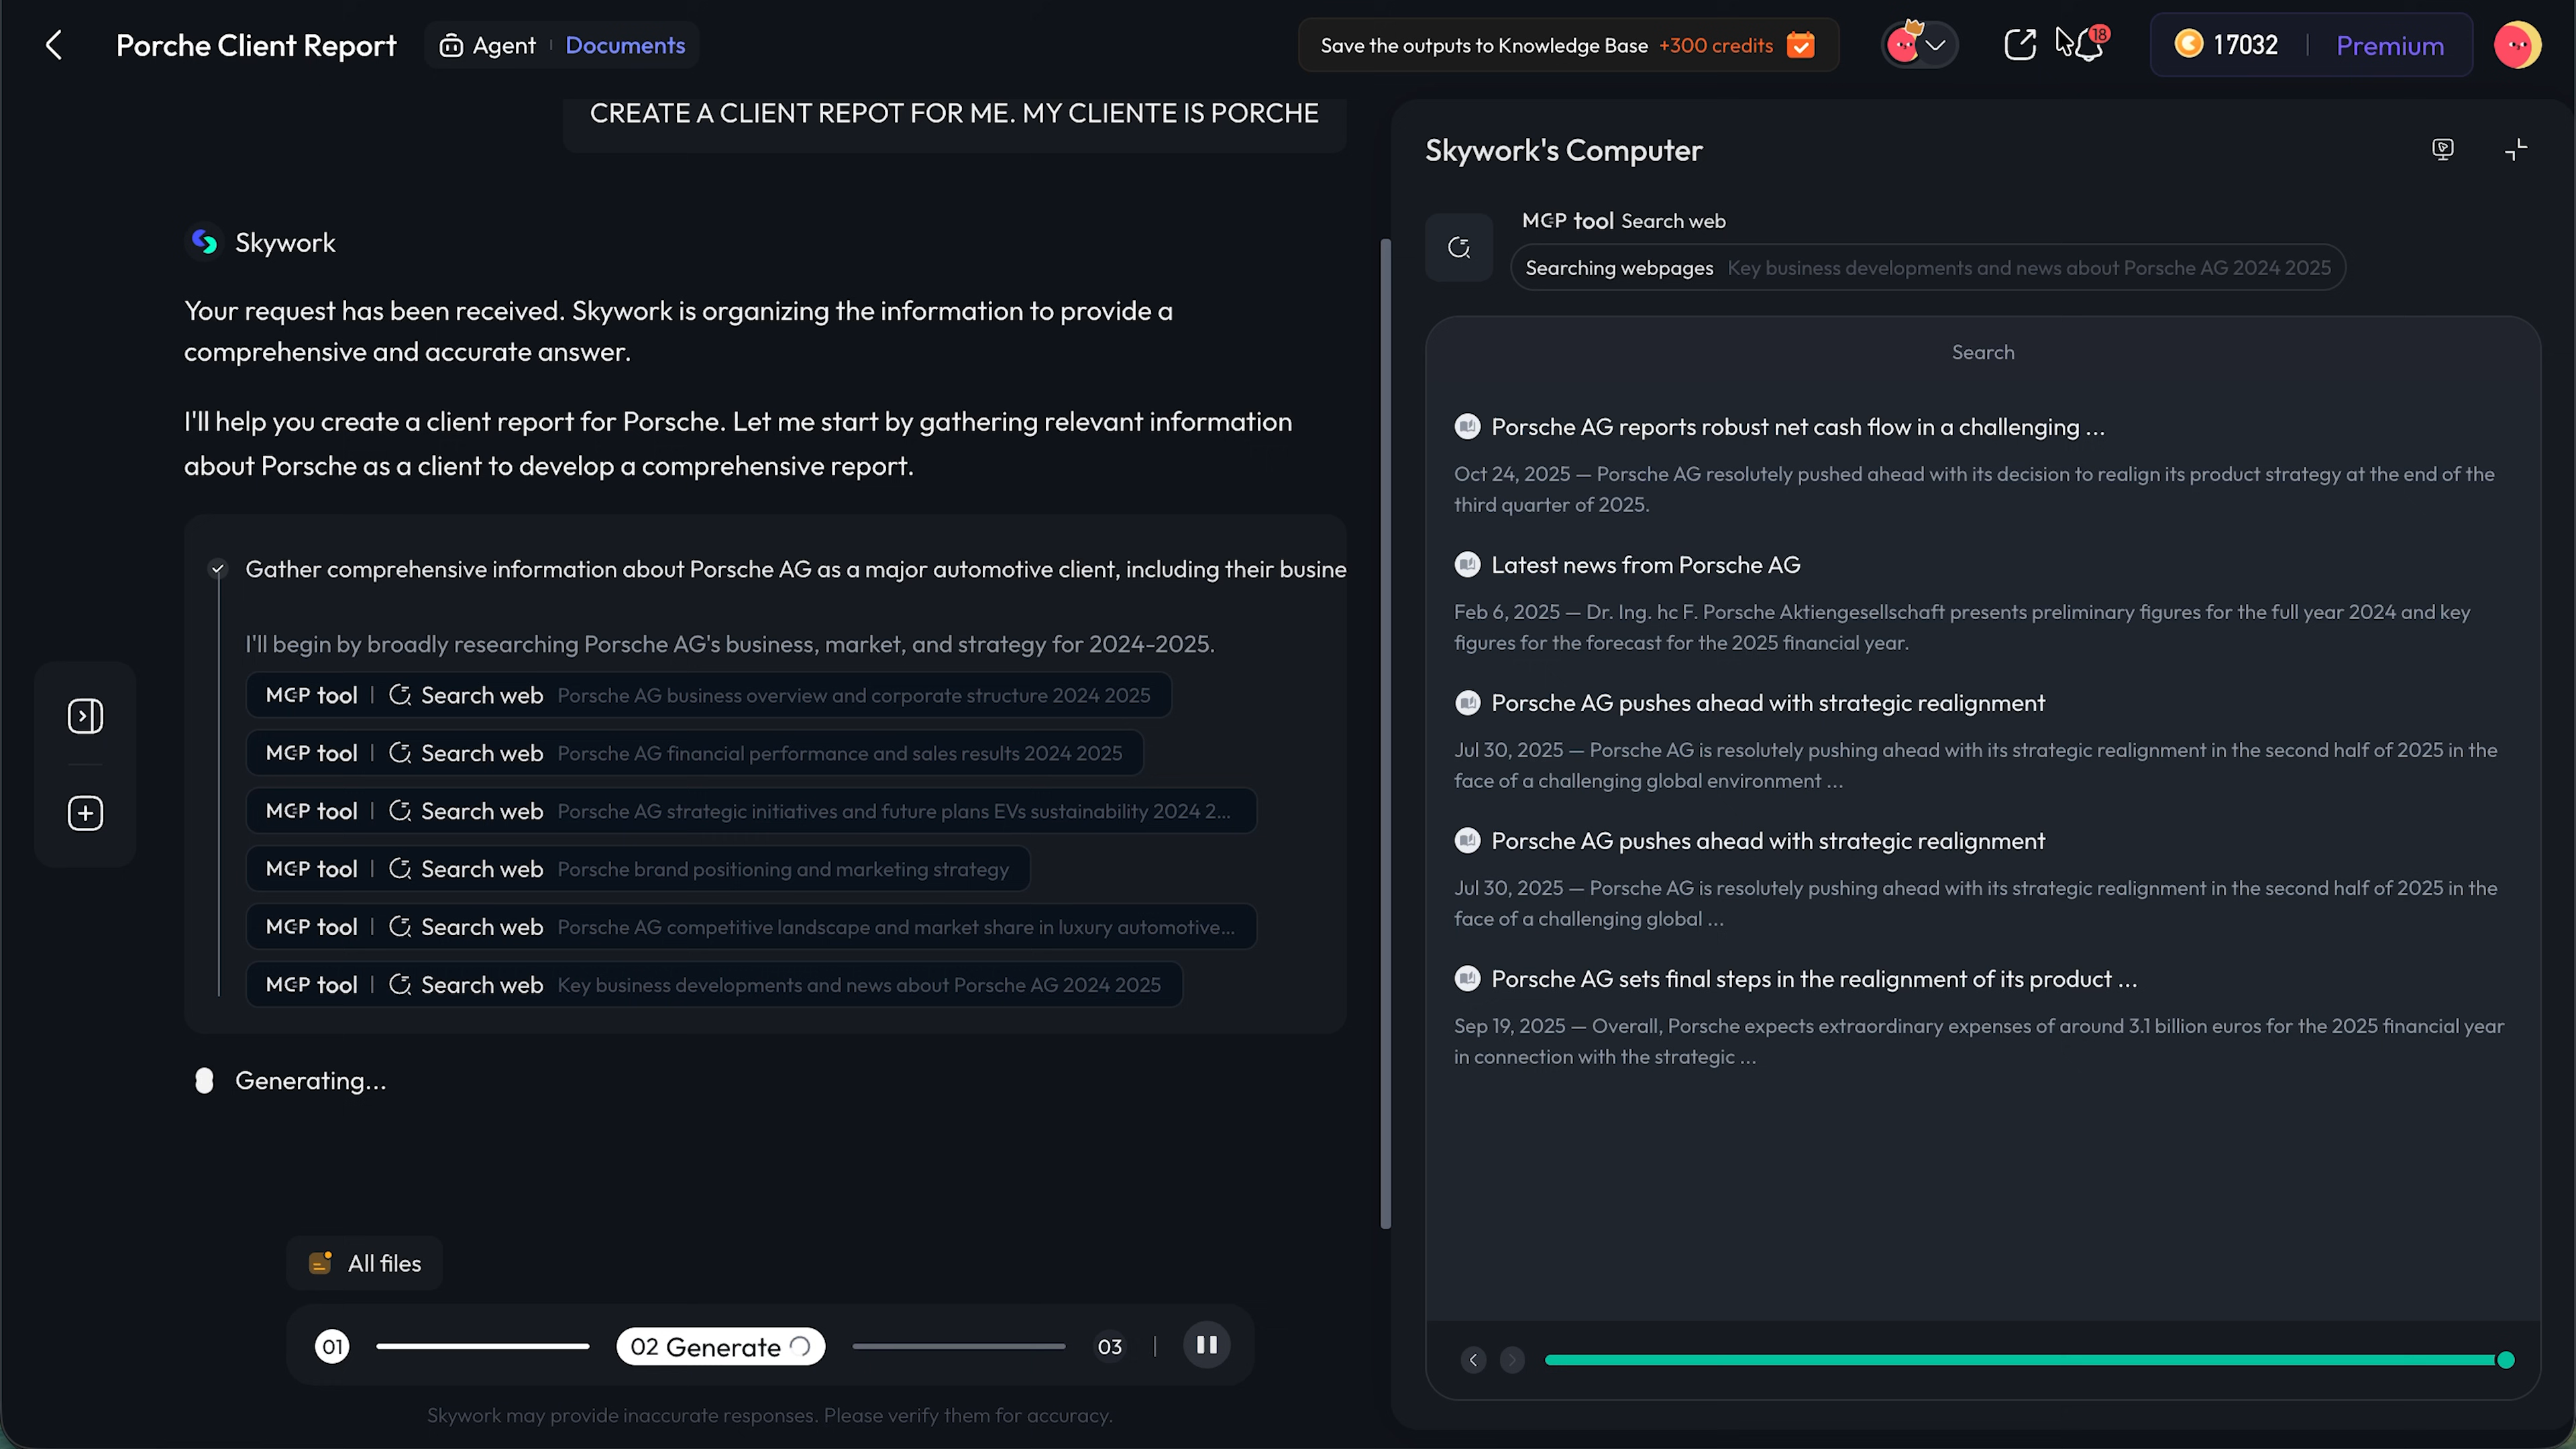 Porche Client Report
Agent
Documents
Save the outputs to Knowledge Base +300 credits
18
17032
Premium
CREATE A CLIENT REPOT FOR ME. MY CLIENTE IS PORCHE
Skywork
Your request has been received. Skywork is organizing the information to provide a
comprehensive and accurate answer.
I'll help you create a client report for Porsche. Let me start by gathering relevant information
about Porsche as a client to develop a comprehensive report.
Gather comprehensive information about Porsche AG as a major automotive client, including their busine
I'll begin by broadly researching Porsche AG's business, market, and strategy for 2024-2025.
MCP tool | Search web Porsche AG business overview and corporate structure 2024 2025
MCP tool | Search web Porsche AG financial performance and sales results 2024 2025
MCP tool | Search web Porsche AG strategic initiatives and future plans EVs sustainability 2024 2...
MCP tool | Search web Porsche brand positioning and marketing strategy
MCP tool | Search web Porsche AG competitive landscape and market share in luxury automotive...
MCP tool | Search web Key business developments and news about Porsche AG 2024 2025
Generating...
All files
01
02 Generate
03
Skywork may provide inaccurate responses. Please verify them for accuracy.
Skywork's Computer
MCP tool Search web
Searching webpages Key business developments and news about Porsche AG 2024 2025
Search
Porsche AG reports robust net cash flow in a challenging ...
Oct 24, 2025 — Porsche AG resolutely pushed ahead with its decision to realign its product strategy at the end of the
third quarter of 2025.
Latest news from Porsche AG
Feb 6, 2025 — Dr. Ing. hc F. Porsche Aktiengesellschaft presents preliminary figures for the full year 2024 and key
figures for the forecast for the 2025 financial year.
Porsche AG pushes ahead with strategic realignment
Jul 30, 2025 — Porsche AG is resolutely pushing ahead with its strategic realignment in the second half of 2025 in the
face of a challenging global environment ...
Porsche AG pushes ahead with strategic realignment
Jul 30, 2025 — Porsche AG is resolutely pushing ahead with its strategic realignment in the second half of 2025 in the
face of a challenging global ...
Porsche AG sets final steps in the realignment of its product ...
Sep 19, 2025 — Overall, Porsche expects extraordinary expenses of around 3.1 billion euros for the 2025 financial year
in connection with the strategic ...